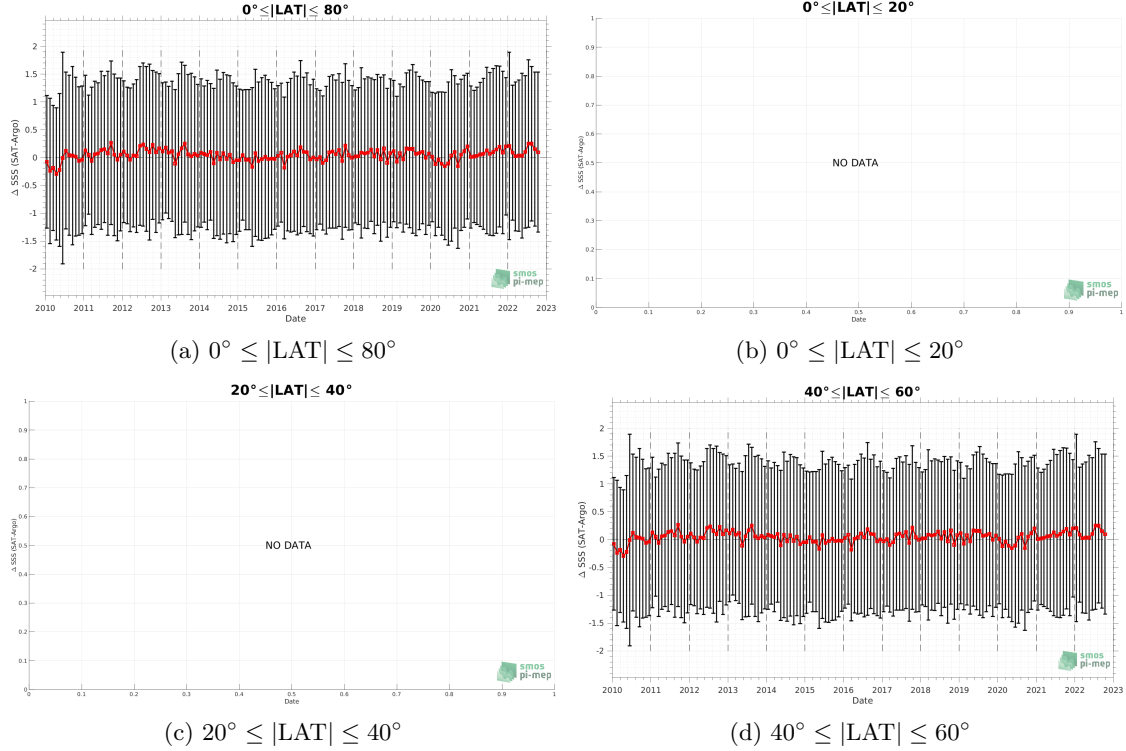 0°≤|LAT|≤ 80°
Δ SSS (SAT-Argo)
2
1.5
1
0.5
0
-0.5
-1
-1.5
-2
2010 2011 2012 2013 2014 2015 2016 2017 2018 2019 2020 2021 2022 2023
Date
smos
pi-mep
(a) 0° ≤ |LAT| ≤ 80°
0°≤|LAT|≤ 20°
Δ SSS (SAT-Argo)
1
0.9
0.8
0.7
0.6
0.5
0.4
0.3
0.2
0.1
0
NO DATA
0 0.1 0.2 0.3 0.4 0.5 0.6 0.7 0.8 0.9 1
Date
smos
pi-mep
(b) 0° ≤ |LAT| ≤ 20°
20°≤|LAT|≤ 40°
Δ SSS (SAT-Argo)
1
0.9
0.8
0.7
0.6
0.5
0.4
0.3
0.2
0.1
0
NO DATA
0 0.1 0.2 0.3 0.4 0.5 0.6 0.7 0.8 0.9 1
Date
smos
pi-mep
(c) 20° ≤ |LAT| ≤ 40°
40°≤|LAT|≤ 60°
Δ SSS (SAT-Argo)
2
1.5
1
0.5
0
-0.5
-1
-1.5
-2
2010 2011 2012 2013 2014 2015 2016 2017 2018 2019 2020 2021 2022 2023
Date
smos
pi-mep
(d) 40° ≤ |LAT| ≤ 60°